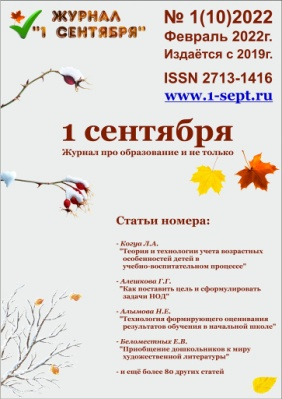 ЖУРНАЛ
"1 СЕНТЯБРЯ"
№ 1(10)2022
Февраль 2022г.
Издаётся с 2019г.
ISSN 2713-1416
www.1-sept.ru
1 сентября
Журнал про образование и не только
Статьи номера:
- Когуа Л.А.
"Теория и технологии учета возрастных
особенностей детей в
учебно-воспитательном процессе"
- Алешкова Г.Г.
"Как поставить цель и сформулировать
задачи НОД"
- Алымова Н.Е.
"Технология формирующего оценивания
результатов обучения в начальной школе"
- Беломестных Е.В.
"Приобщение дошкольников к миру
художественной литературы"
- и ещё более 80 других статей